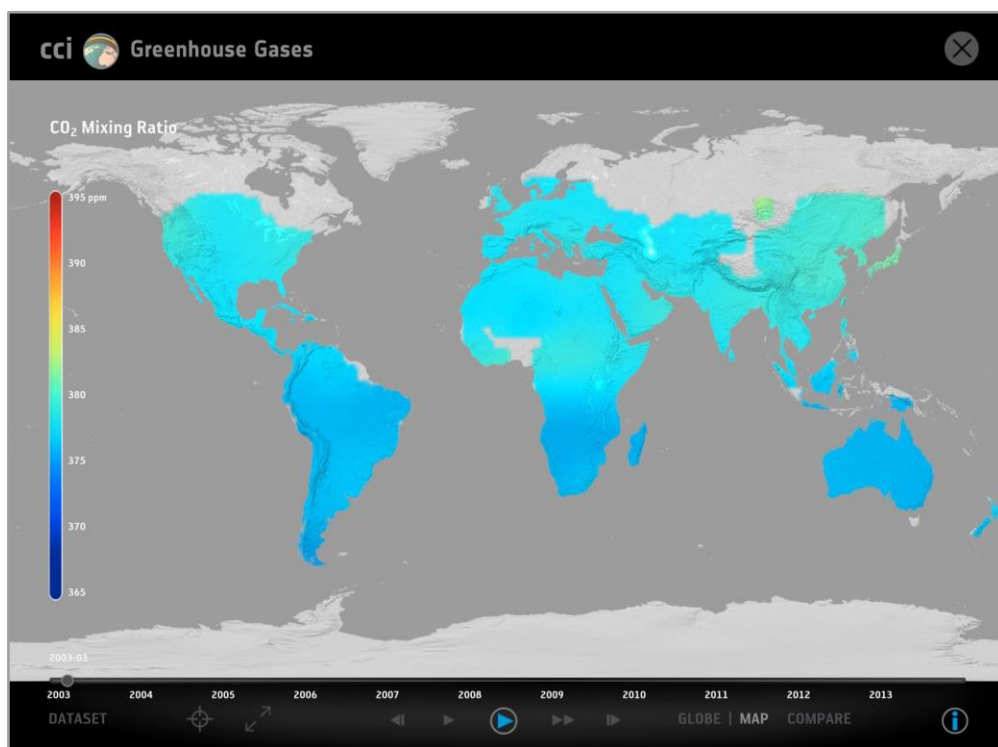 cci Greenhouse Gases
CO₂ Mixing Ratio
395 ppm
390
385
380
375
370
365
2003-03
2003 2004 2005 2006 2007 2008 2009 2010 2011 2012 2013
DATASET GLOBE | MAP COMPARE i